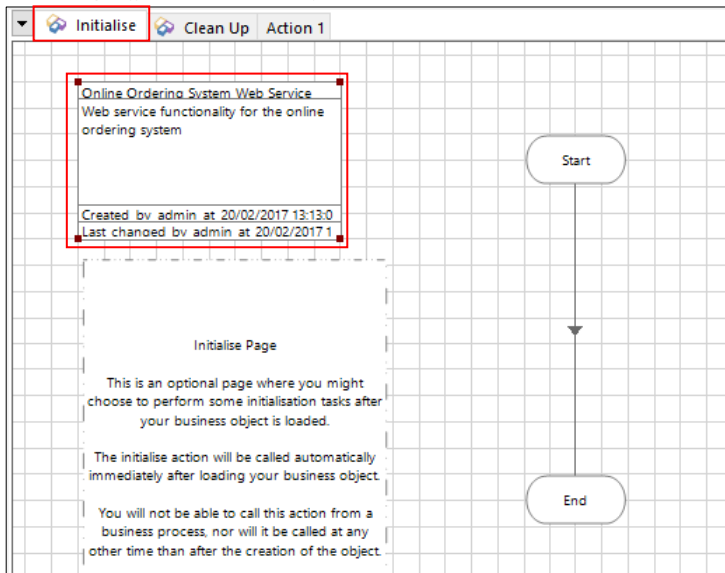 Initialise Clean Up Action 1
Online Ordering System Web Service
Web service functionality for the online
ordering system
Created by admin at 20/02/2017 13:13:0
Last changed by admin at 20/02/2017 1
Start
Initialise Page
This is an optional page where you might
choose to perform some initialisation tasks after
your business object is loaded.
The initialise action will be called automatically
immediately after loading your business object.
You will not be able to call this action from a
business process, nor will it be called at any
other time than after the creation of the object.
End